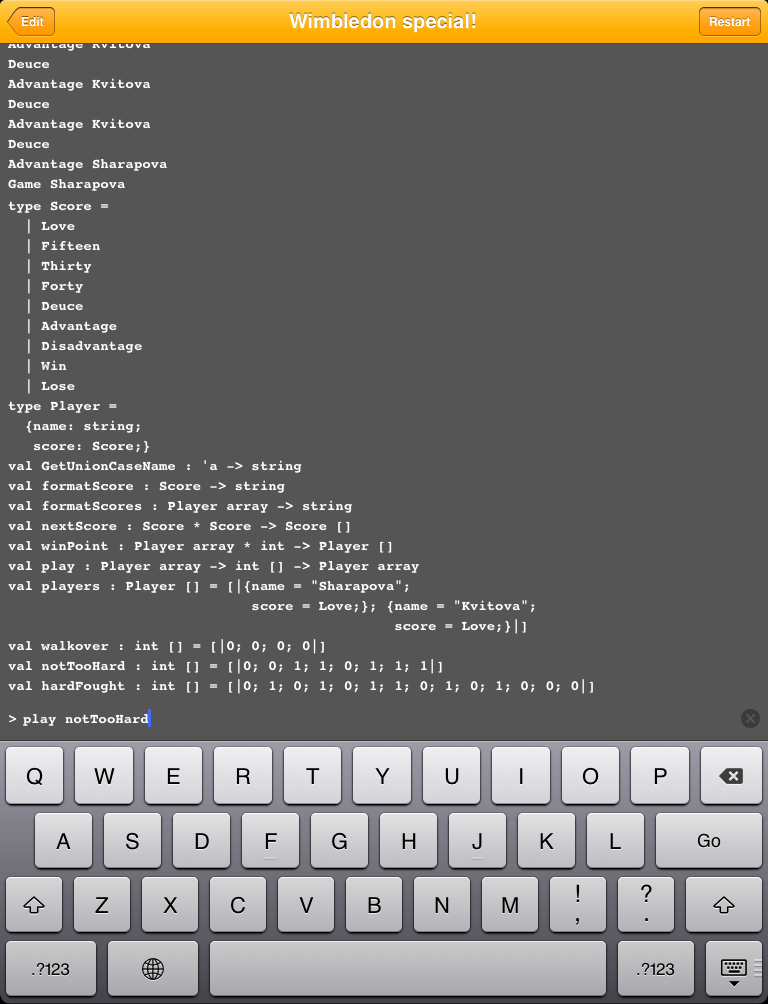 Edit Wimbledon special! Restart
Advantage Kvitova
Deuce
Advantage Kvitova
Deuce
Advantage Kvitova
Deuce
Advantage Sharapova
Game Sharapova
type Score =
  | Love
  | Fifteen
  | Thirty
  | Forty
  | Deuce
  | Advantage
  | Disadvantage
  | Win
  | Lose
type Player =
  {name: string;
   score: Score;}
val GetUnionCaseName : 'a -> string
val formatScore : Score -> string
val formatScores : Player array -> string
val nextScore : Score * Score -> Score []
val winPoint : Player array * int -> Player []
val play : Player array -> int [] -> Player array
val players : Player [] = [|{name = "Sharapova";
                             score = Love;}; {name = "Kvitova";
                                              score = Love;}|]
val walkover : int [] = [|0; 0; 0; 0|]
val notTooHard : int [] = [|0; 0; 1; 1; 0; 1; 1; 1|]
val hardFought : int [] = [|0; 1; 0; 1; 0; 1; 1; 0; 1; 0; 1; 0; 0; 0|]
> play notTooHard
Q W E R T Y U I O P
A S D F G H J K L Go
Z X C V B N M ! , ? .
.?123 .?123